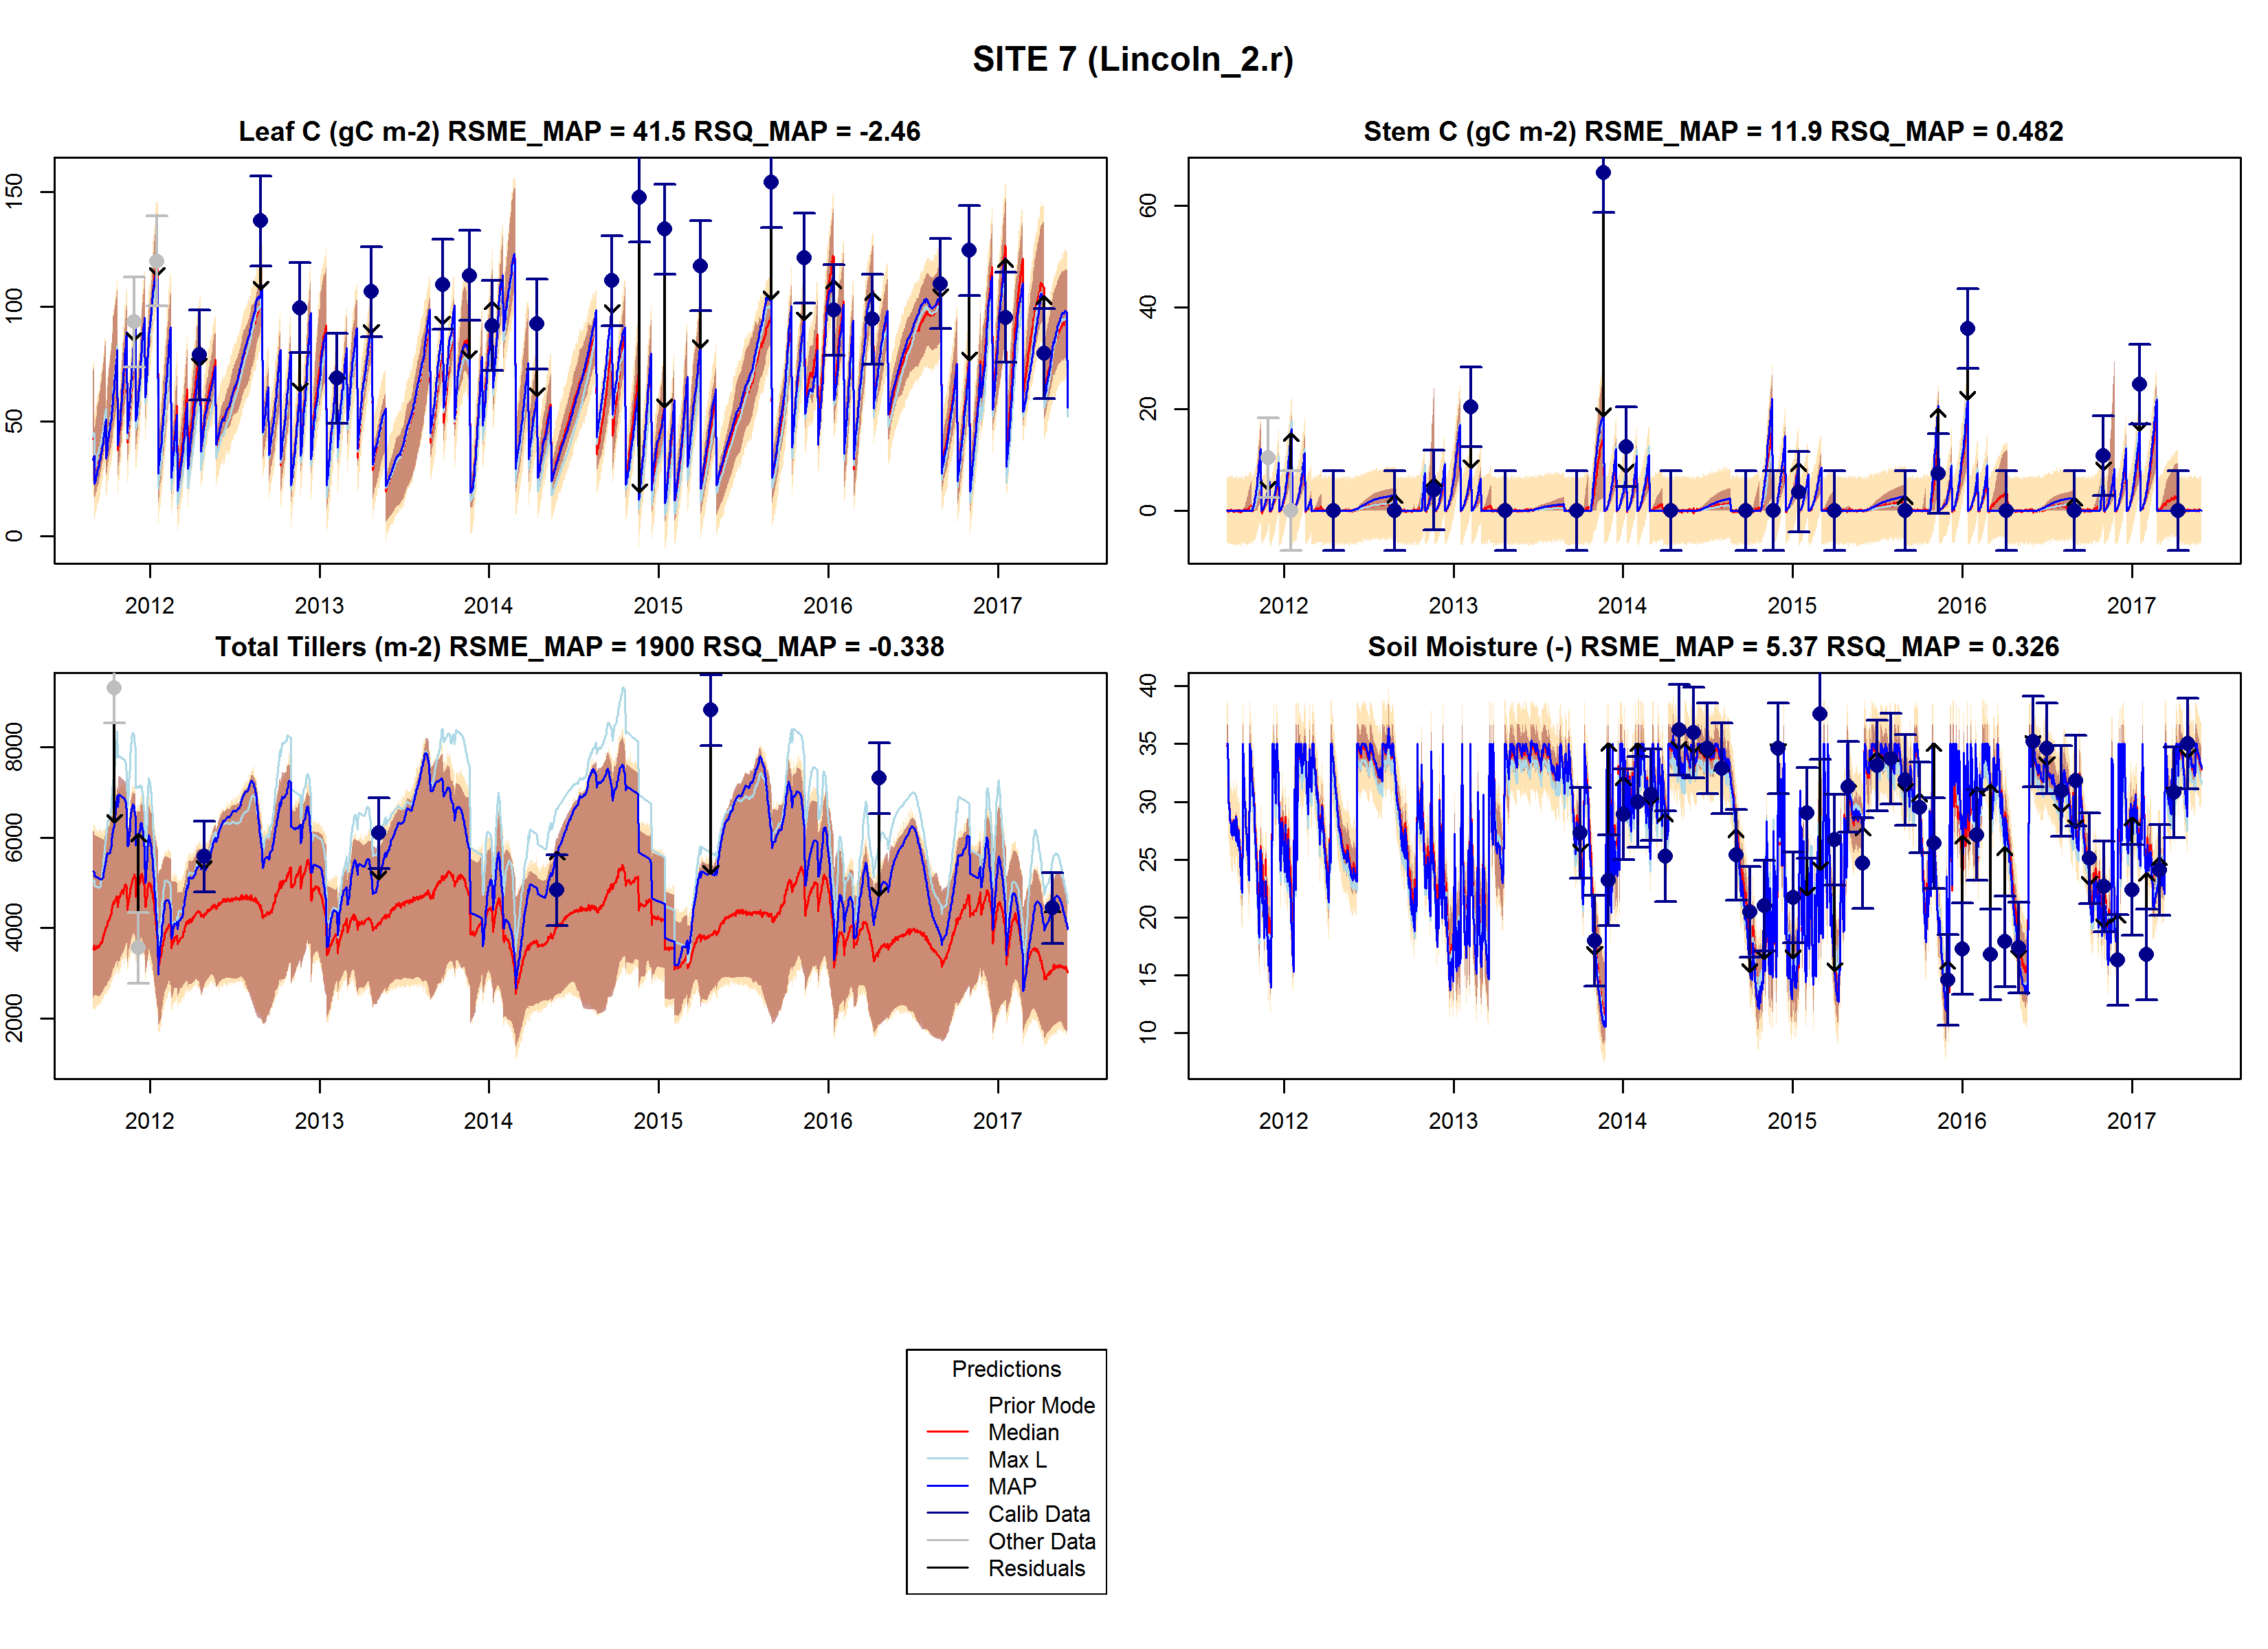 SITE 7 (Lincoln_2.r)
Leaf C (gC m-2) RSME_MAP = 41.5 RSQ_MAP = -2.46
150
100
50
0
2012 2013 2014 2015 2016 2017
Stem C (gC m-2) RSME_MAP = 11.9 RSQ_MAP = 0.482
60
40
20
0
2012 2013 2014 2015 2016 2017
Total Tillers (m-2) RSME_MAP = 1900 RSQ_MAP = -0.338
8000
6000
4000
2000
2012 2013 2014 2015 2016 2017
Soil Moisture (-) RSME_MAP = 5.37 RSQ_MAP = 0.326
40
35
30
25
20
15
10
2012 2013 2014 2015 2016 2017
Predictions
Prior Mode
Median
Max L
MAP
Calib Data
Other Data
Residuals